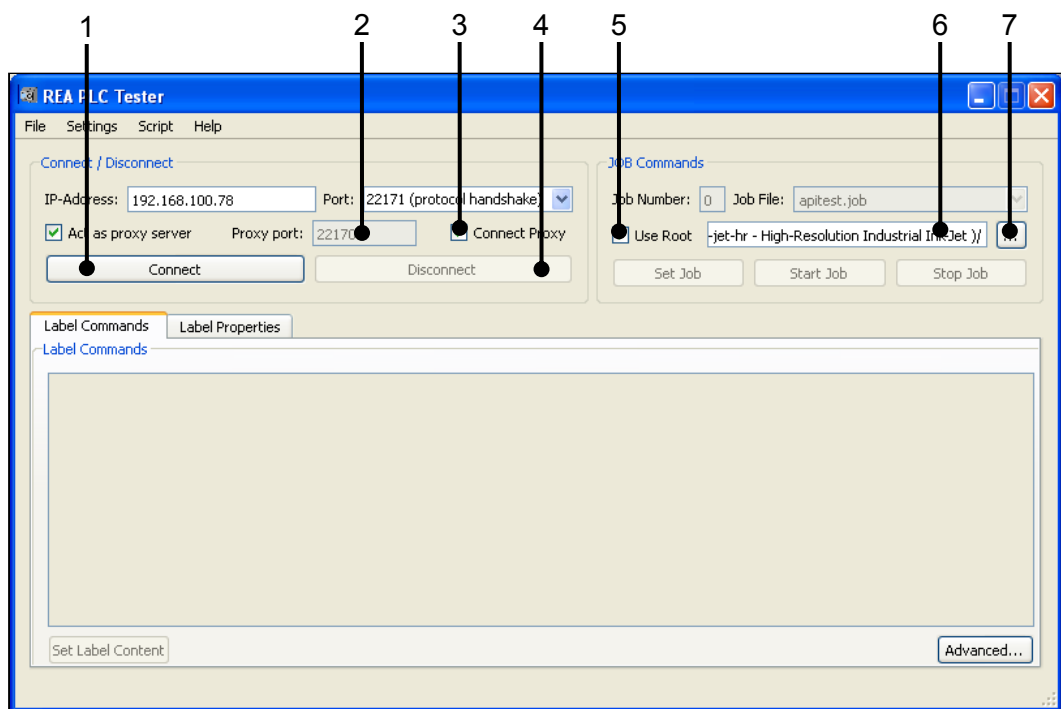 1 2 3 4 5 6 7
REA PLC Tester
File Settings Script Help
Connect / Disconnect
JOB Commands
IP-Address: 192.168.100.78 Port: 22171 (protocol handshake)
Job Number: 0 Job File: apitest.job
Act as proxy server Proxy port: 22170 Connect Proxy
Use Root -jet-hr - High-Resolution Industrial Ink-Jet )/ ...
Connect Disconnect
Set Job Start Job Stop Job
Label Commands Label Properties
Label Commands
Set Label Content Advanced...